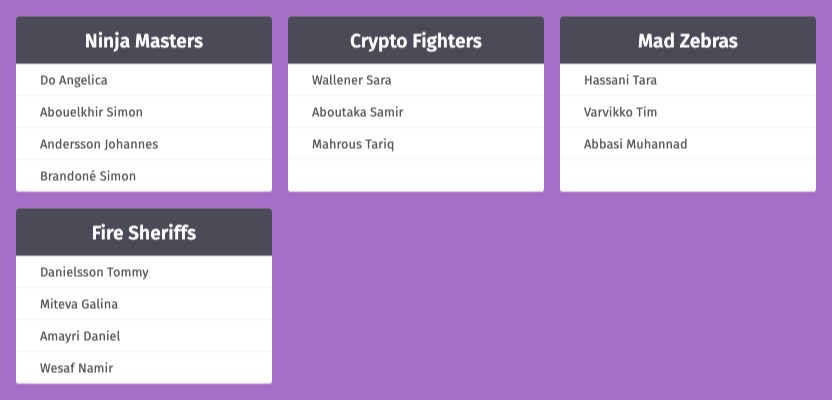 Ninja Masters
Do Angelica
Abouelkhir Simon
Andersson Johannes
Brandoné Simon
Crypto Fighters
Wallener Sara
Aboutaka Samir
Mahrous Tariq
Mad Zebras
Hassani Tara
Varvikko Tim
Abbasi Muhannad
Fire Sheriffs
Danielsson Tommy
Miteva Galina
Amayri Daniel
Wesaf Namir